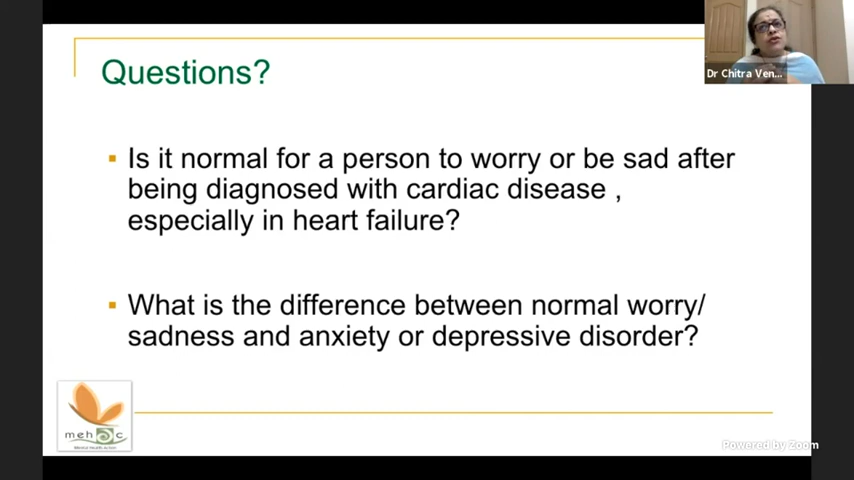 Questions?
Dr Chitra Ven...
▪ Is it normal for a person to worry or be sad after
being diagnosed with cardiac disease ,
especially in heart failure?
▪ What is the difference between normal worry/
sadness and anxiety or depressive disorder?
mehac
Powered by Zoom